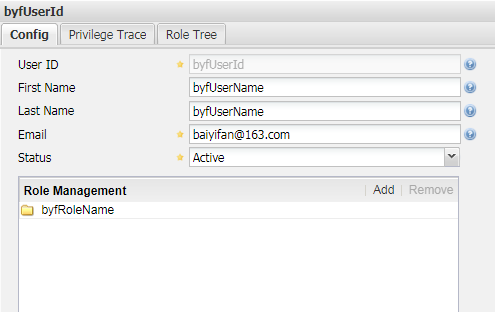 byfUserId
Config Privilege Trace Role Tree
User ID byfUserId
First Name byfUserName
Last Name byfUserName
Email baiyifan@163.com
Status Active
Role Management Add Remove
byfRoleName